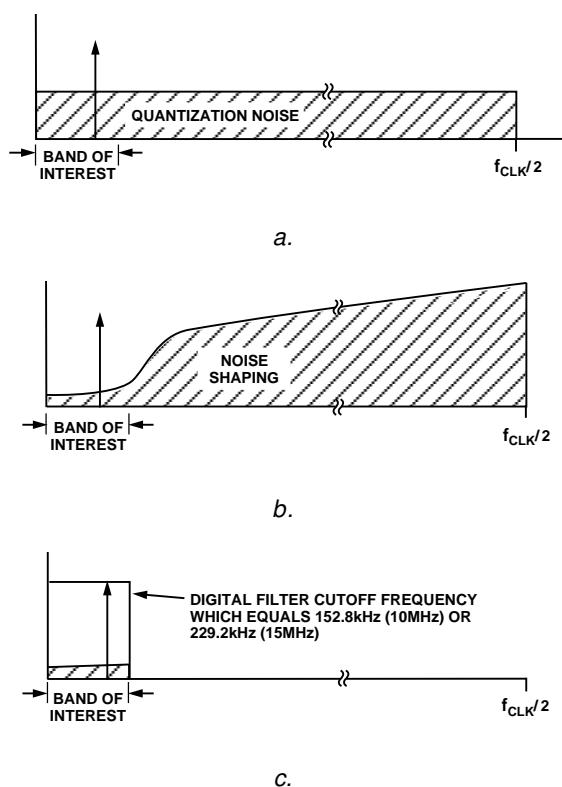 QUANTIZATION NOISE
BAND OF
INTEREST
fCLK/2
a.
NOISE
SHAPING
BAND OF
INTEREST
fCLK/2
b.
DIGITAL FILTER CUTOFF FREQUENCY
WHICH EQUALS 152.8kHz (10MHz) OR
229.2kHz (15MHz)
BAND OF
INTEREST
fCLK/2
c.